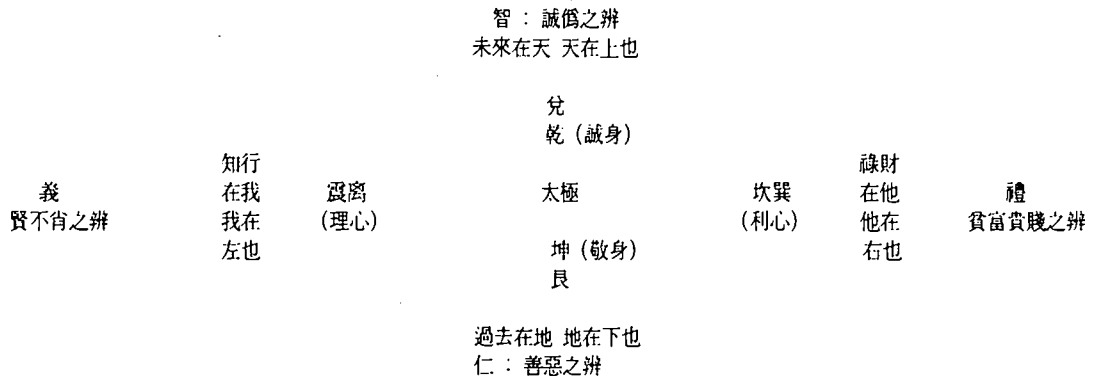 智 : 誠僞之辨
未來在天 天在上也
兌
乾 (誠身)
知行 祿財
義 在我 震离 太極 坎巽 在他 禮
賢不肖之辨 我在 (理心) (利心) 他在 貧富貴賤之辨
左也 坤 (敬身) 右也
艮
過去在地 地在下也
仁 : 善惡之辨